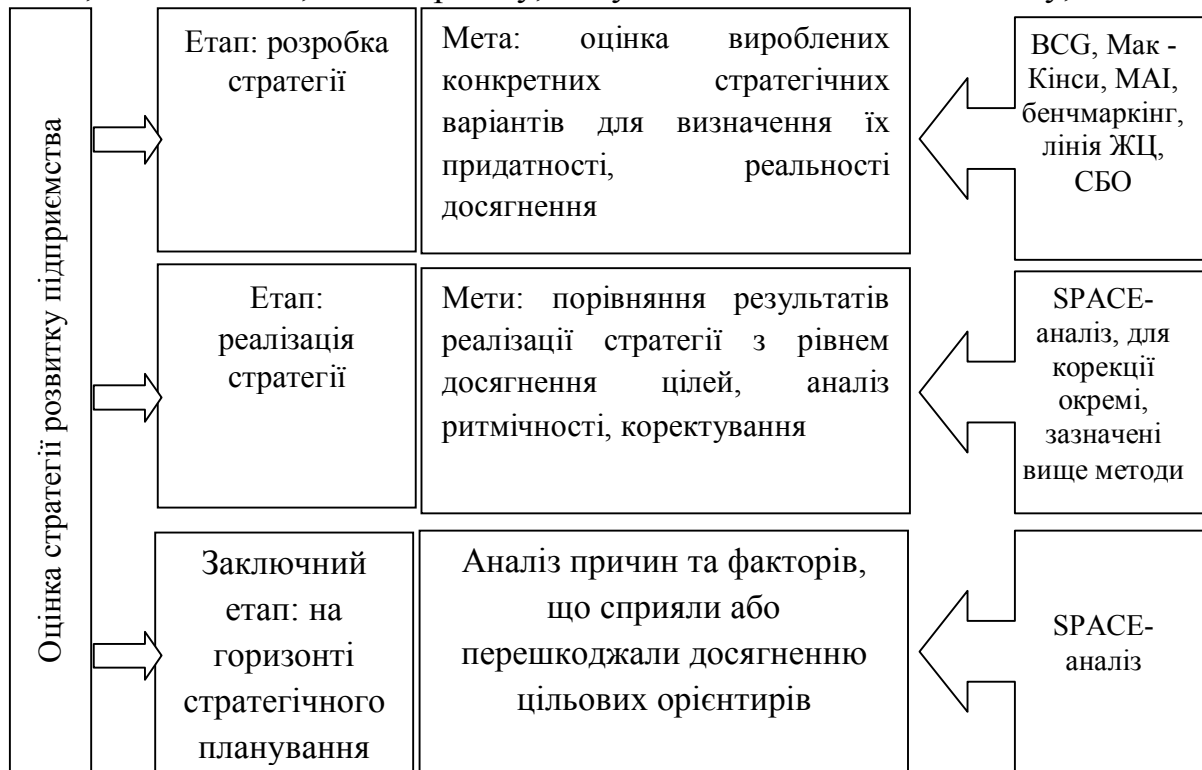 Оцінка стратегії розвитку підприємства
Етап: розробка
стратегії
Мета: оцінка вироблених
конкретних стратегічних
варіантів для визначення їх
придатності, реальності
досягнення
BCG, Мак -
Кінси, МАІ,
бенчмаркінг,
лінія ЖЦ,
СБО
Етап:
реалізація
стратегії
Мети: порівняння результатів
реалізації стратегії з рівнем
досягнення цілей, аналіз
ритмічності, коректування
SPACE-
аналіз, для
корекції
окремі,
зазначені
вище методи
Заключний
етап: на
горизонті
стратегічного
планування
Аналіз причин та факторів,
що сприяли або
перешкоджали досягненню
цільових орієнтирів
SPACE-
аналіз